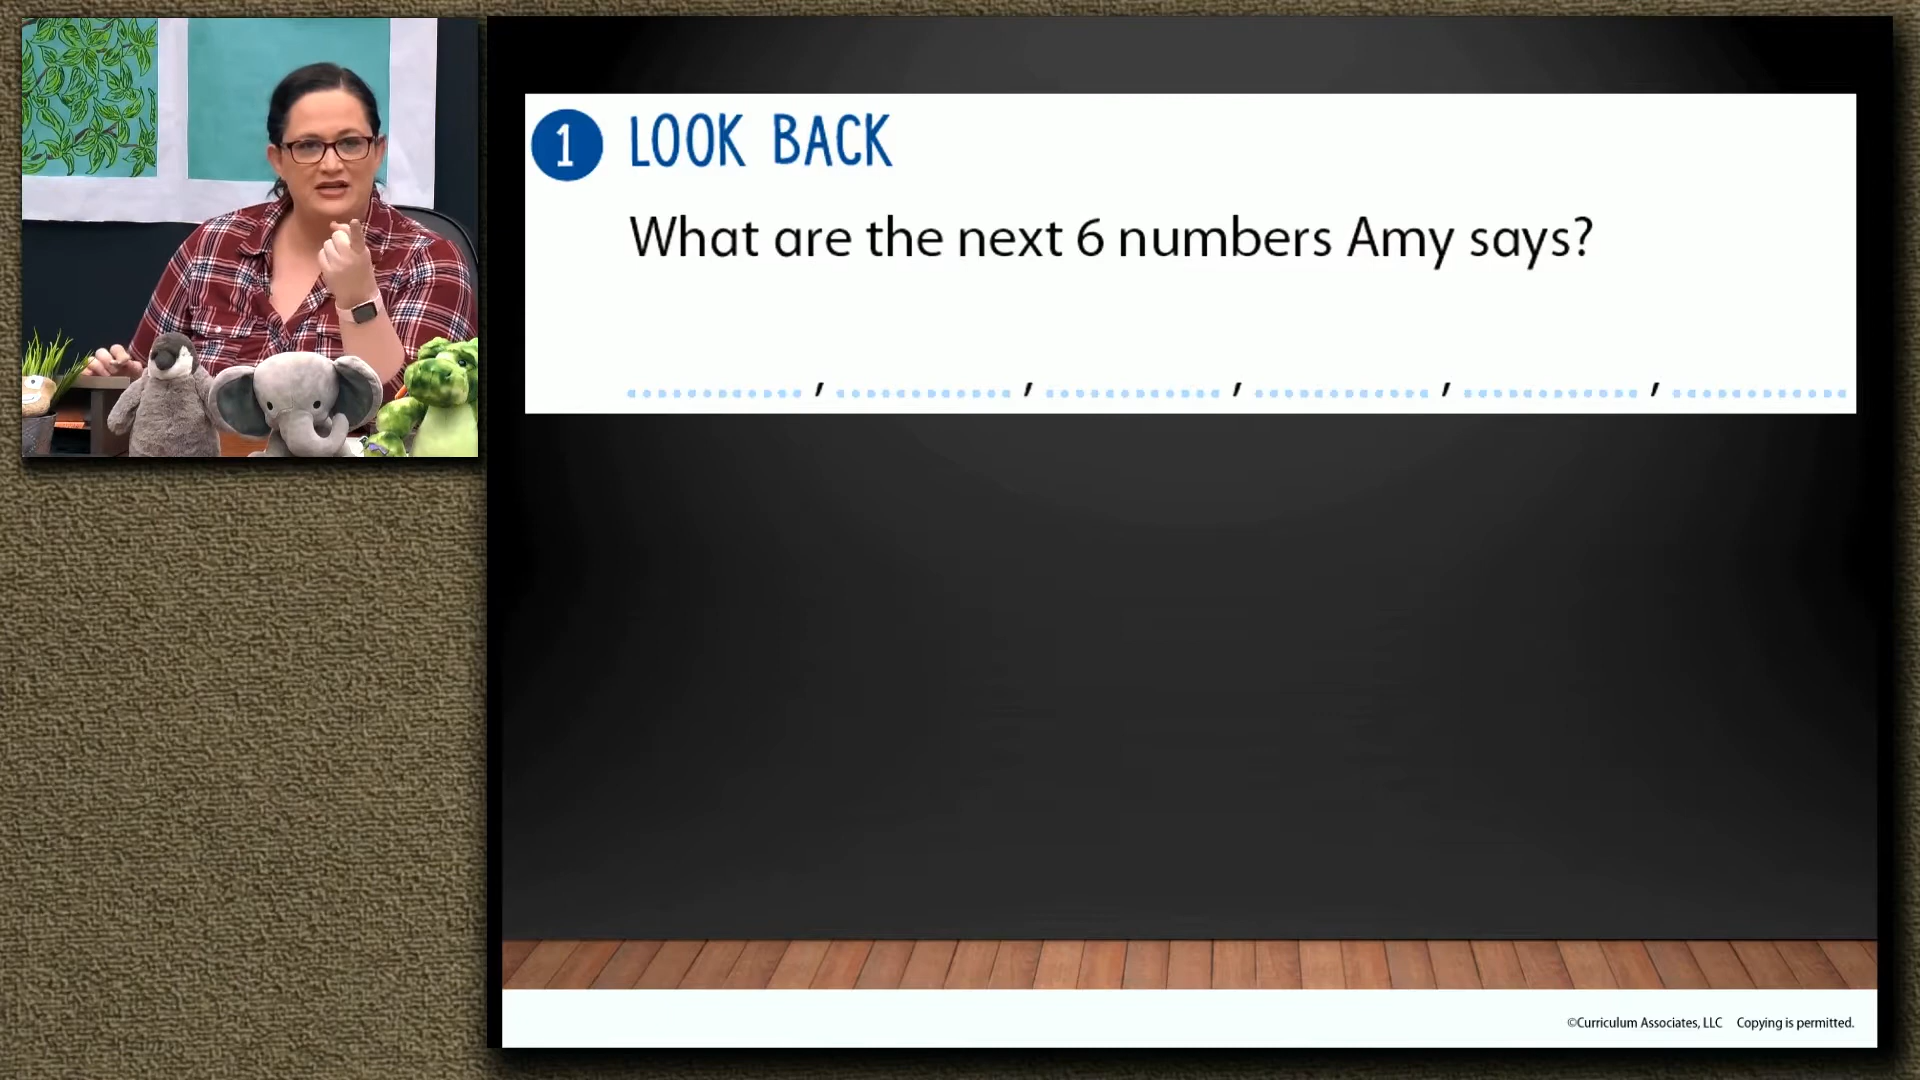 1 LOOK BACK
What are the next 6 numbers Amy says?
, , , , ,
©Curriculum Associates, LLC Copying is permitted.